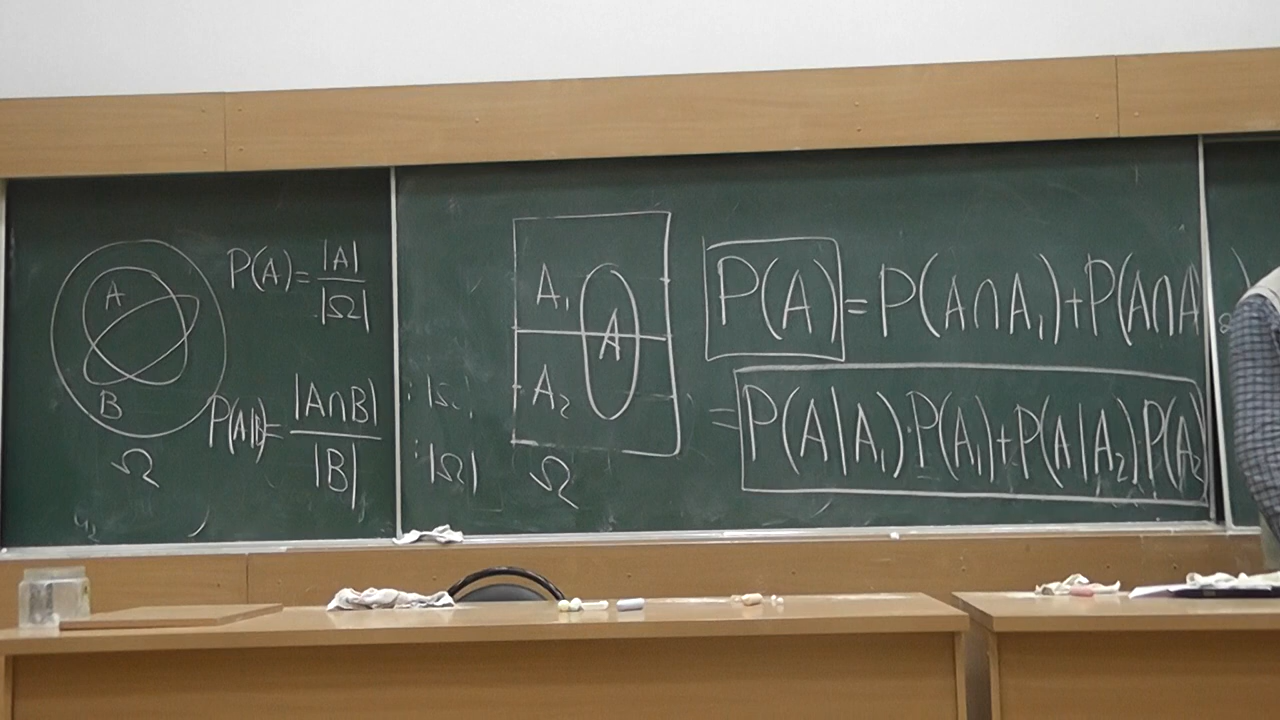 A
B
Ω
P(A) = |A| / |Ω|
P(A|B) = |A∩B| / |B|
: |Ω|
: |Ω|
A₁
A
A₂
Ω
P(A) = P(A∩A₁) + P(A∩A
= P(A|A₁)·P(A₁) + P(A|A₂)·P(A₂